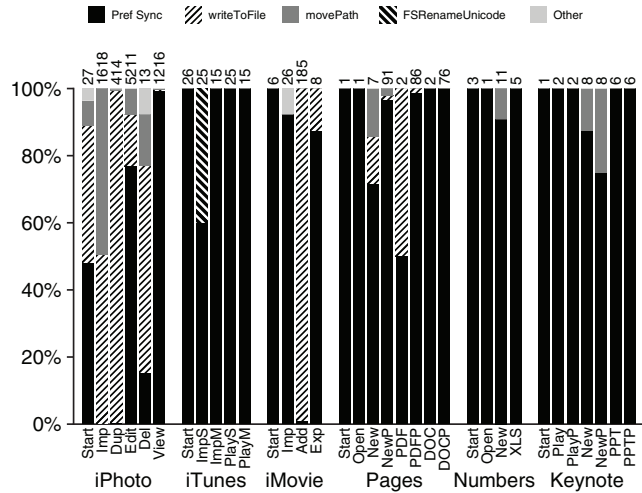 Pref Sync writeToFile movePath FSRenameUnicode Other
27 1618 414 5211 13 1216 26 25 15 25 15 6 26 185 8 1 1 7 91 2 86 2 76 3 1 11 5 1 2 2 8 8 6 6
100%
80%
60%
40%
20%
0%
Start Imp Dup Edit Del View Start ImpS ImpM PlayS PlayM Start Imp Add Exp Start Open New NewP PDF PDFP DOC DOCP Start Open New XLS Start Play PlayP New NewP PPT PPTP
iPhoto iTunes iMovie Pages Numbers Keynote